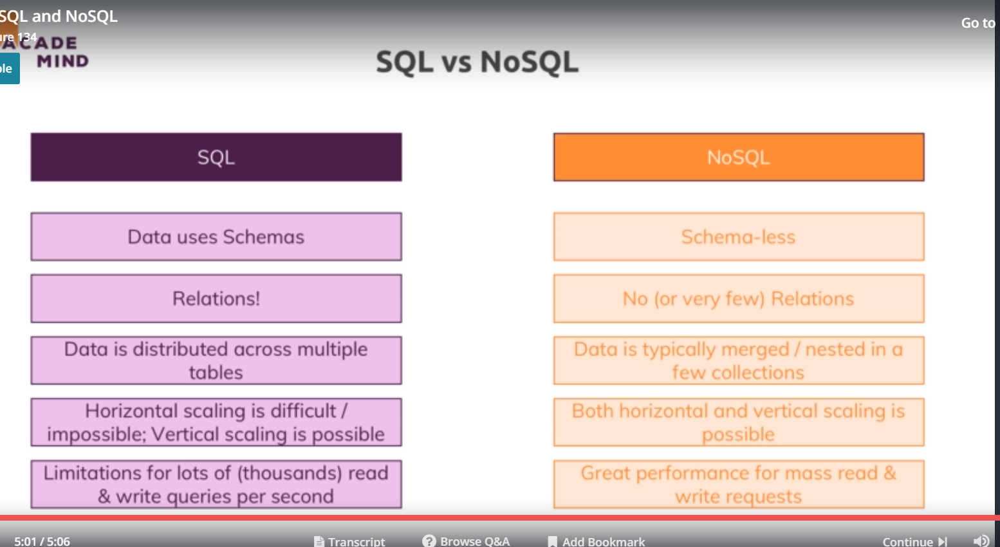 SQL and NoSQL
ure 134
Go to
ACADE
MIND
ple
SQL vs NoSQL
SQL
Data uses Schemas
Relations!
Data is distributed across multiple
tables
Horizontal scaling is difficult /
impossible; Vertical scaling is possible
Limitations for lots of (thousands) read
& write queries per second
NoSQL
Schema-less
No (or very few) Relations
Data is typically merged / nested in a
few collections
Both horizontal and vertical scaling is
possible
Great performance for mass read &
write requests
5:01 / 5:06
Transcript
? Browse Q&A
Add Bookmark
Continue